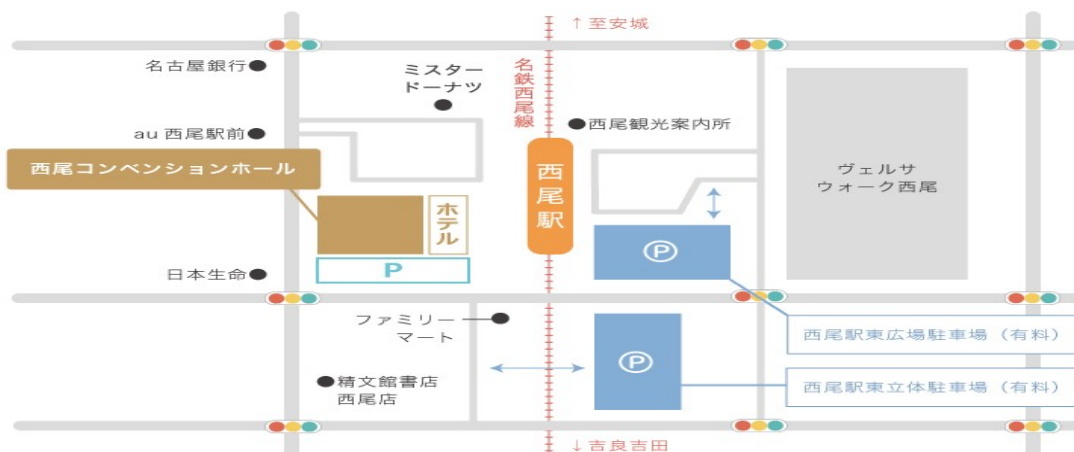 ↑至安城
名古屋銀行
ミスター
ドーナツ
名鉄西尾線
au 西尾駅前
西尾観光案内所
西尾コンベンションホール
西尾駅
ヴェルサ
ウォーク西尾
ホテル
P
P
日本生命
ファミリー
マート
西尾駅東広場駐車場（有料）
P
精文館書店
西尾店
西尾駅東立体駐車場（有料）
↓吉良吉田